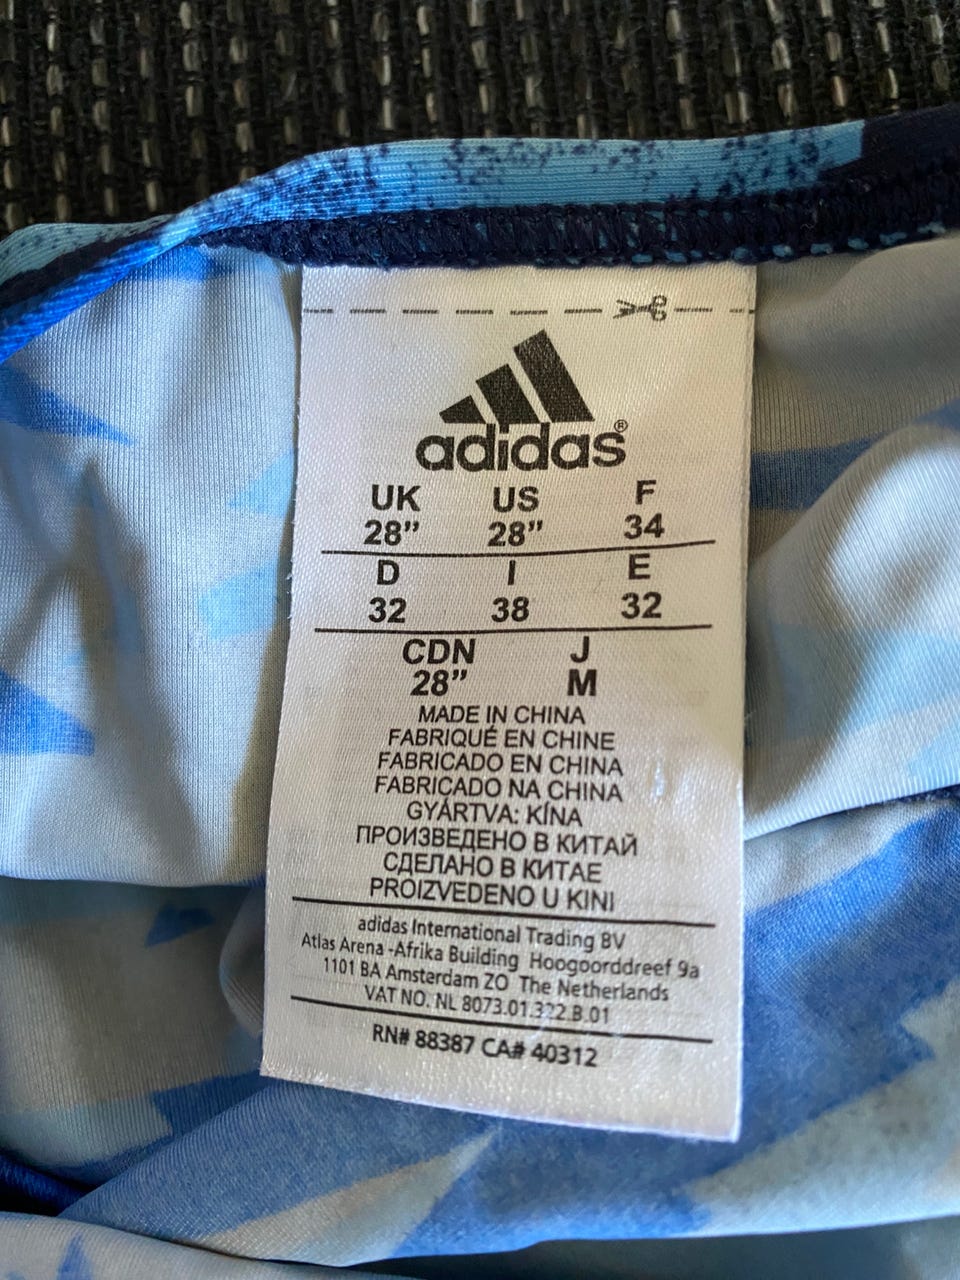 adidas®
UK US F
28” 28” 34
D I E
32 38 32
CDN J
28” M
MADE IN CHINA
FABRIQUÉ EN CHINE
FABRICADO EN CHINA
FABRICADO NA CHINA
GYÁRTVA: KÍNA
ПРОИЗВЕДЕНО В КИТАЙ
СДЕЛАНО В КИТАЕ
PROIZVEDENO U KINI
adidas International Trading BV
Atlas Arena -Afrika Building Hoogoorddreef 9a
1101 BA Amsterdam ZO The Netherlands
VAT NO. NL 8073.01.322.B.01
RN# 88387 CA# 40312